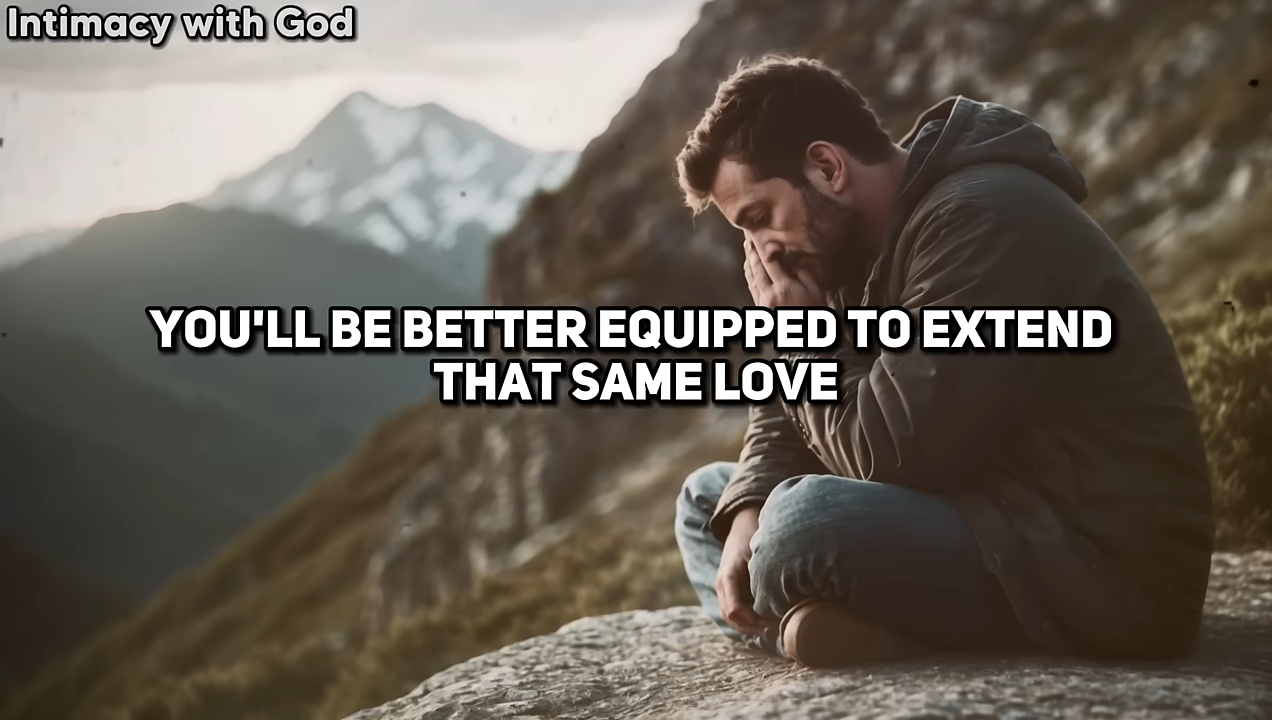 Intimacy with God
YOU'LL BE BETTER EQUIPPED TO EXTEND
THAT SAME LOVE